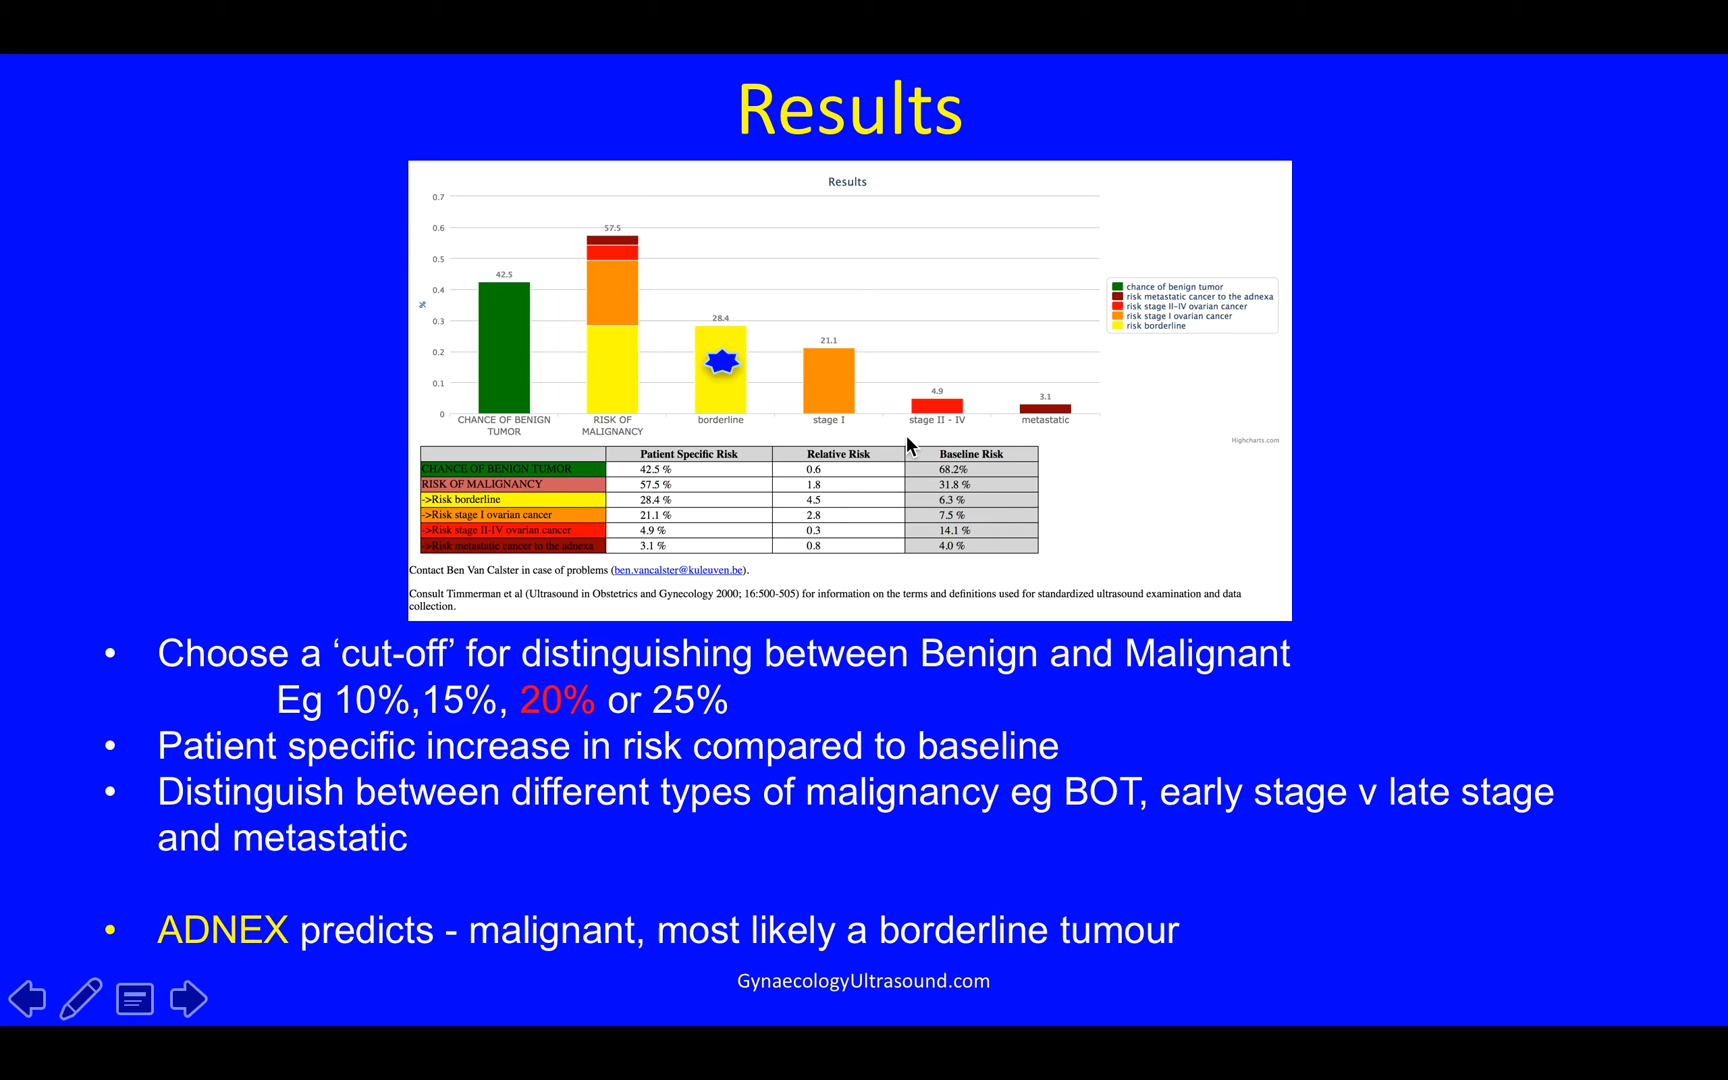 Results
Results
0.7
0.6
0.5
0.4
0.3
0.2
0.1
0
%
42.5
57.5
28.4
21.1
4.9
3.1
CHANCE OF BENIGN TUMOR
RISK OF MALIGNANCY
borderline
stage I
stage II - IV
metastatic
chance of benign tumor
risk metastatic cancer to the adnexa
risk stage II-IV ovarian cancer
risk stage I ovarian cancer
risk borderline
Highcharts.com
Patient Specific Risk Relative Risk Baseline Risk
CHANCE OF BENIGN TUMOR 42.5 % 0.6 68.2%
RISK OF MALIGNANCY 57.5 % 1.8 31.8 %
->Risk borderline 28.4 % 4.5 6.3 %
->Risk stage I ovarian cancer 21.1 % 2.8 7.5 %
->Risk stage II-IV ovarian cancer 4.9 % 0.3 14.1 %
->Risk metastatic cancer to the adnexa 3.1 % 0.8 4.0 %
Contact Ben Van Calster in case of problems (ben.vancalster@kuleuven.be).
Consult Timmerman et al (Ultrasound in Obstetrics and Gynecology 2000; 16:500-505) for information on the terms and definitions used for standardized ultrasound examination and data
collection.
• Choose a ‘cut-off’ for distinguishing between Benign and Malignant
Eg 10%,15%, 20% or 25%
• Patient specific increase in risk compared to baseline
• Distinguish between different types of malignancy eg BOT, early stage v late stage
and metastatic
• ADNEX predicts - malignant, most likely a borderline tumour
GynaecologyUltrasound.com